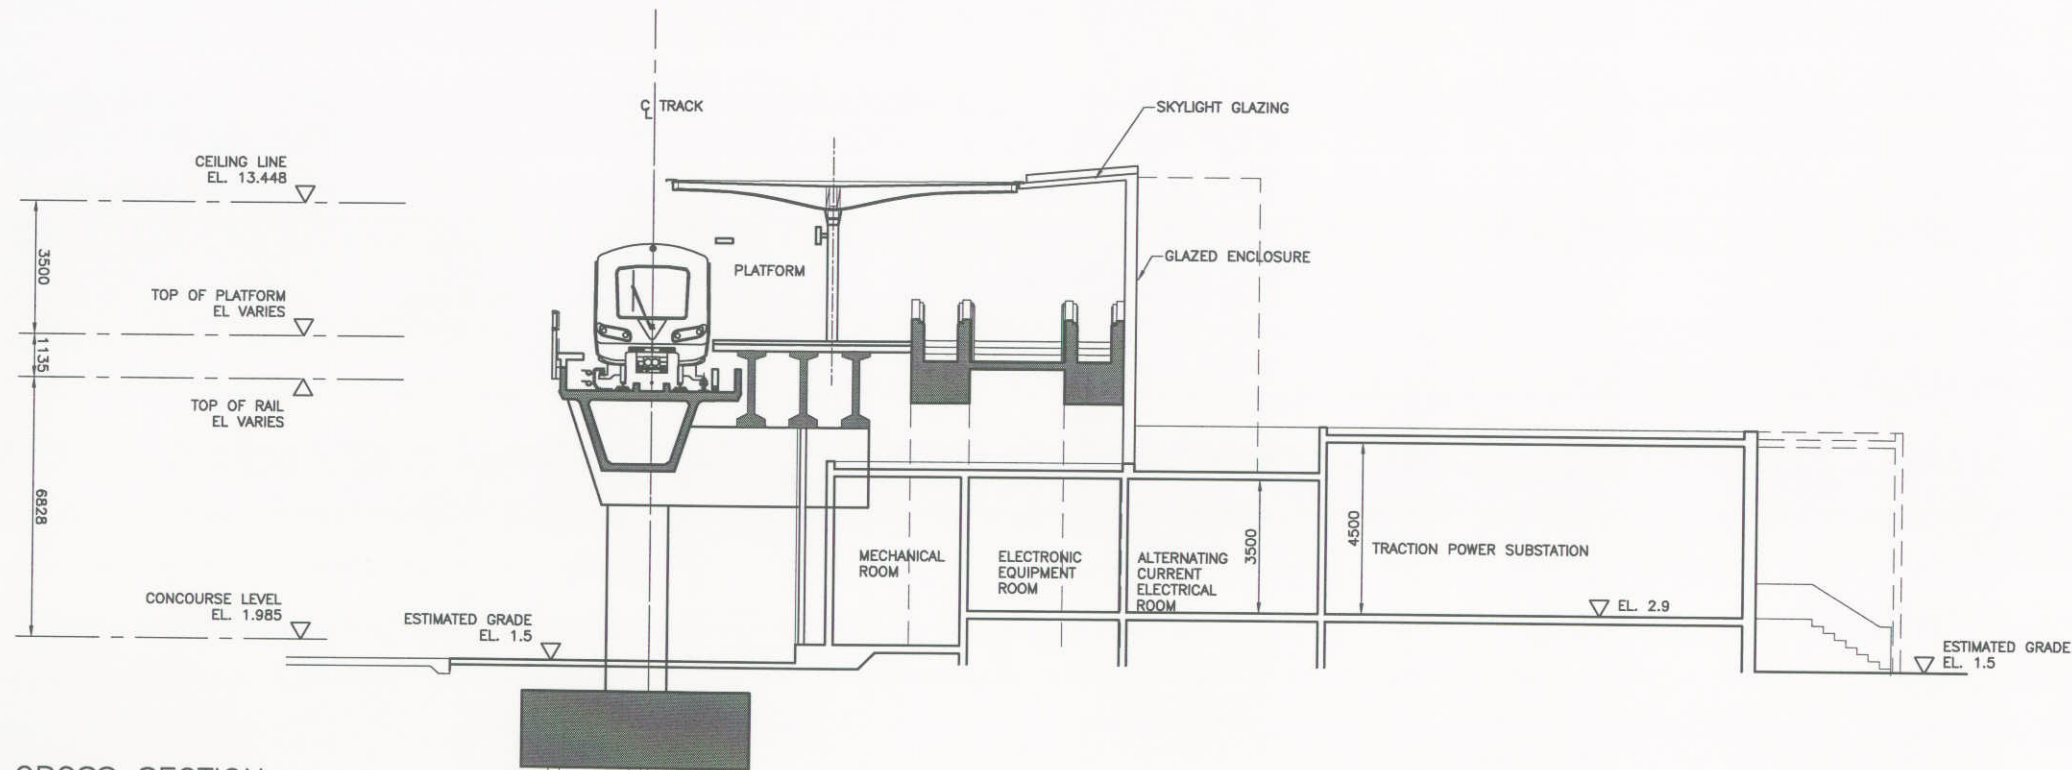 ℄ TRACK
SKYLIGHT GLAZING
CEILING LINE
EL. 13.448
3500
GLAZED ENCLOSURE
PLATFORM
TOP OF PLATFORM
EL VARIES
1135
TOP OF RAIL
EL VARIES
6828
4500
3500
MECHANICAL
ROOM
ELECTRONIC
EQUIPMENT
ROOM
ALTERNATING
CURRENT
ELECTRICAL
ROOM
TRACTION POWER SUBSTATION
EL. 2.9
CONCOURSE LEVEL
EL. 1.985
ESTIMATED GRADE
EL. 1.5
ESTIMATED GRADE
EL. 1.5
CROSS SECTION